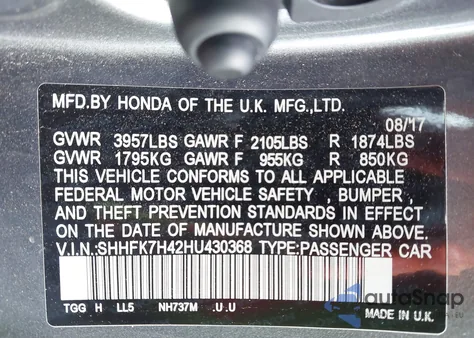 MFD.BY HONDA OF THE U.K. MFG.,LTD.
08/17
GVWR 3957LBS GAWR F 2105LBS R 1874LBS
GVWR 1795KG GAWR F 955KG R 850KG
THIS VEHICLE CONFORMS TO ALL APPLICABLE
FEDERAL MOTOR VEHICLE SAFETY , BUMPER ,
AND THEFT PREVENTION STANDARDS IN EFFECT
ON THE DATE OF MANUFACTURE SHOWN ABOVE.
V.I.N.:SHHFK7H42HU430368 TYPE:PASSENGER CAR
TGG H LL5 NH737M .U.U MADE IN U.K.
autoSnap